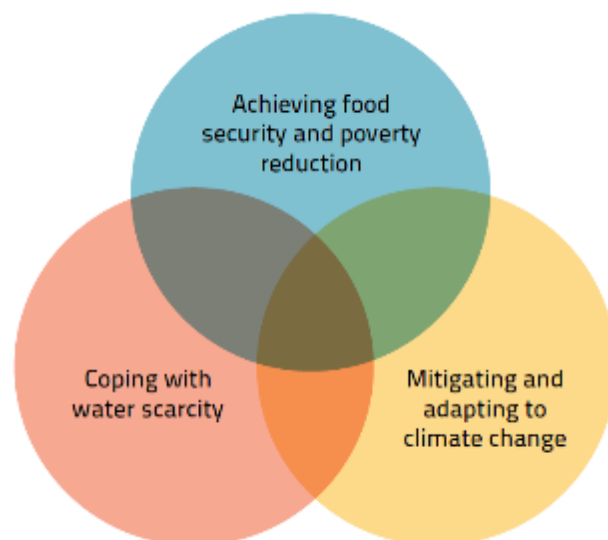 Achieving food
security and poverty
reduction
Coping with
water scarcity
Mitigating and
adapting to
climate change